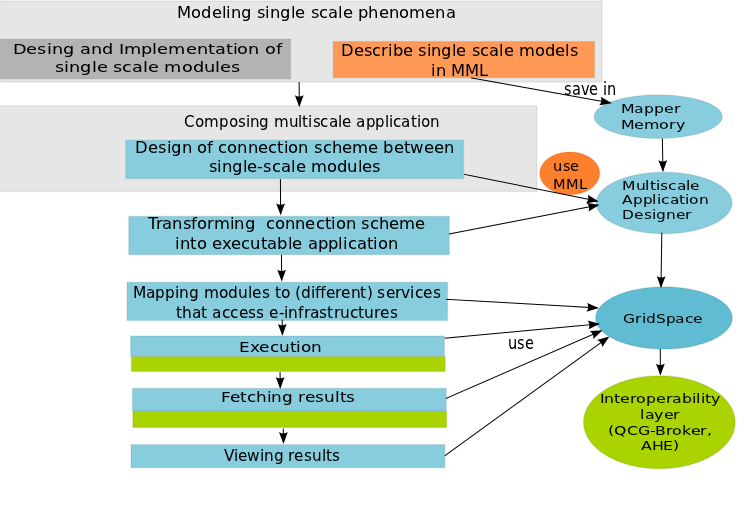 Modeling single scale phenomena
Desing and Implementation of
single scale modules
Describe single scale models
in MML
save in
Mapper
Memory
Composing multiscale application
Design of connection scheme between
single-scale modules
use
MML
Multiscale
Application
Designer
Transforming connection scheme
into executable application
Mapping modules to (different) services
that access e-infrastructures
GridSpace
Execution
use
Fetching results
Interoperability
layer
(QCG-Broker,
AHE)
Viewing results